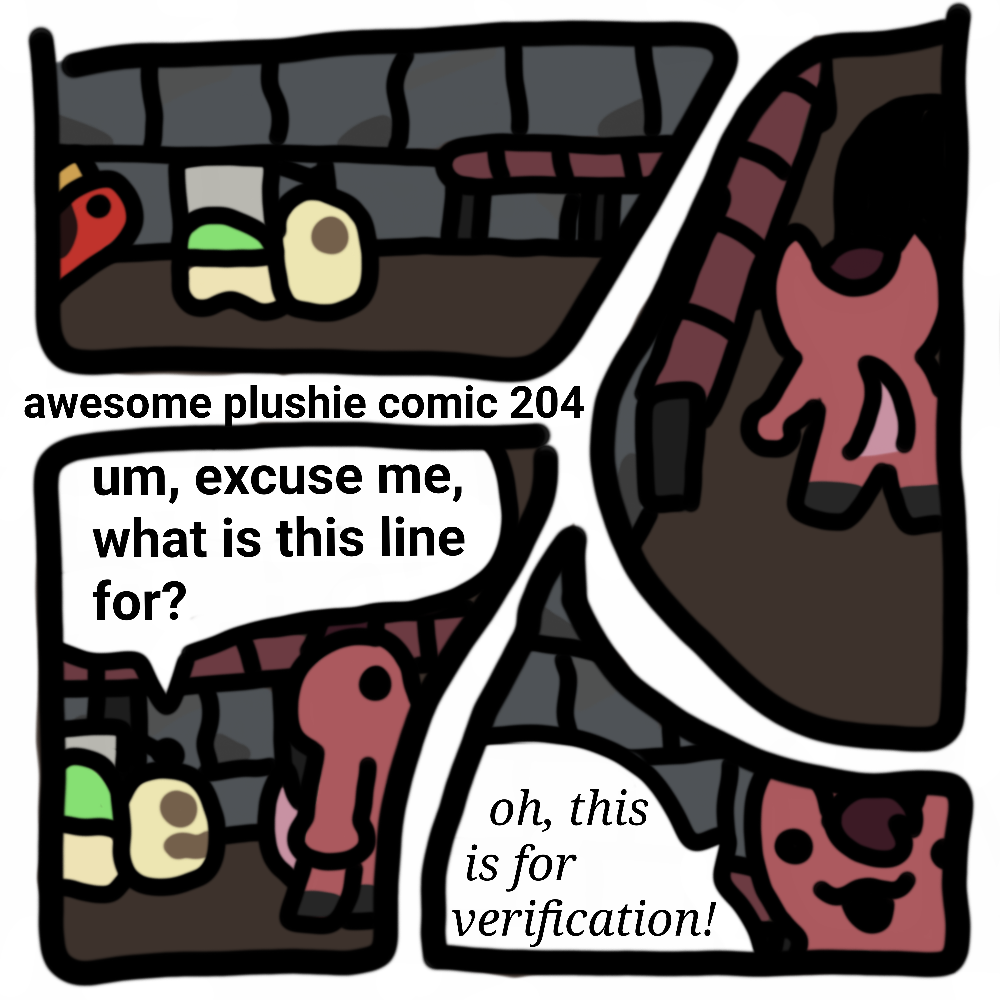 awesome plushie comic 204
um, excuse me,
what is this line
for?
oh, this
is for
verification!